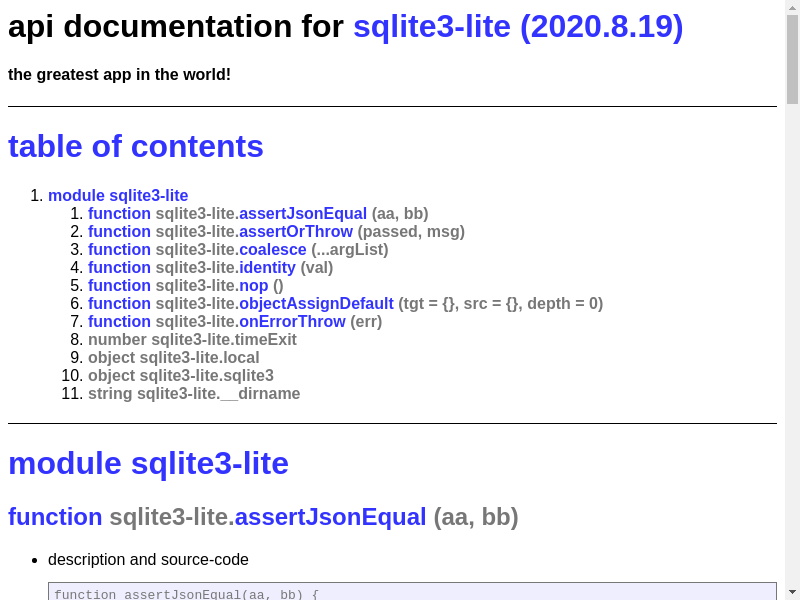 api documentation for sqlite3-lite (2020.8.19)
the greatest app in the world!
table of contents
1. module sqlite3-lite
1. function sqlite3-lite.assertJsonEqual (aa, bb)
2. function sqlite3-lite.assertOrThrow (passed, msg)
3. function sqlite3-lite.coalesce (...argList)
4. function sqlite3-lite.identity (val)
5. function sqlite3-lite.nop ()
6. function sqlite3-lite.objectAssignDefault (tgt = {}, src = {}, depth = 0)
7. function sqlite3-lite.onErrorThrow (err)
8. number sqlite3-lite.timeExit
9. object sqlite3-lite.local
10. object sqlite3-lite.sqlite3
11. string sqlite3-lite.__dirname
module sqlite3-lite
function sqlite3-lite.assertJsonEqual (aa, bb)
• description and source-code
function assertJsonEqual(aa, bb) {